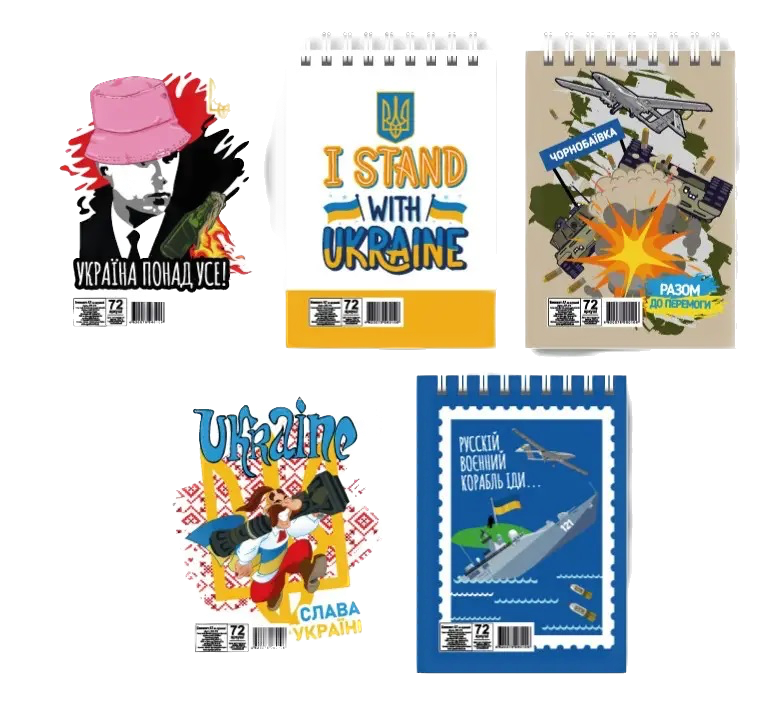 УКРАЇНА ПОНАД УСЕ!
72
I STAND
WITH
UKRAINE
72
ЧОРНОБАЇВКА
РАЗОМ
ДО ПЕРЕМОГИ
72
Ukraine
СЛАВА
УКРАЇНІ
72
РУССКІЙ
ВОЄННИЙ
КОРАБЛЬ ІДИ...
121
72